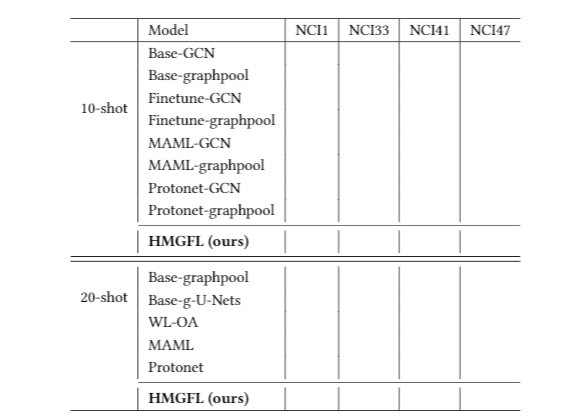 Model NCI1 NCI33 NCI41 NCI47
Base-GCN
Base-graphpool
Finetune-GCN
10-shot
Finetune-graphpool
MAML-GCN
MAML-graphpool
Protonet-GCN
Protonet-graphpool
HMGFL (ours)
Base-graphpool
20-shot Base-g-U-Nets
WL-OA
MAML
Protonet
HMGFL (ours)